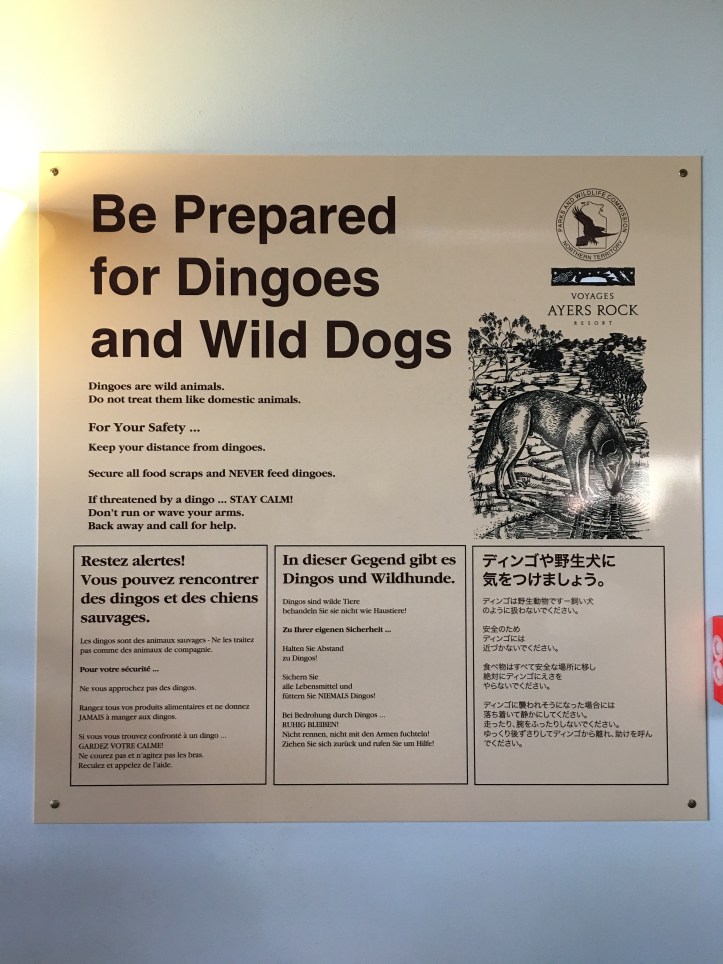 Be Prepared
for Dingoes
and Wild Dogs
PARKS AND WILDLIFE COMMISSION
NORTHERN TERRITORY
VOYAGES
AYERS ROCK
RESORT
Dingoes are wild animals.
Do not treat them like domestic animals.
For Your Safety ...
Keep your distance from dingoes.
Secure all food scraps and NEVER feed dingoes.
If threatened by a dingo ... STAY CALM!
Don't run or wave your arms.
Back away and call for help.
Restez alertes!
Vous pouvez rencontrer
des dingos et des chiens
sauvages.
Les dingos sont des animaux sauvages - Ne les traitez
pas comme des animaux de compagnie.
Pour votre sécurité ...
Ne vous approchez pas des dingos.
Rangez tous vos produits alimentaires et ne donnez
JAMAIS à manger aux dingos.
Si vous vous trouvez confronté à un dingo ...
GARDEZ VOTRE CALME!
Ne courez pas et n'agitez pas les bras.
Reculez et appelez de l'aide.
In dieser Gegend gibt es
Dingos und Wildhunde.
Dingos sind wilde Tiere
behandeln Sie sie nicht wie Haustiere!
Zu Ihrer eigenen Sicherheit ...
Halten Sie Abstand
zu Dingos!
Sichern Sie
alle Lebensmittel und
füttern Sie NIEMALS Dingos!
Bei Bedrohung durch Dingos ...
RUHIG BLEIBEN!
Nicht rennen, nicht mit den Armen fuchteln!
Ziehen Sie sich zurück und rufen Sie um Hilfe!
ディンゴや野生犬に
気をつけましょう。
ディンゴは野生動物ですー飼い犬
のように扱わないでください。
安全のため
ディンゴには
近づかないでください。
食べ物はすべて安全な場所に移し
絶対にディンゴにえさを
やらないでください。
ディンゴに襲われそうになった場合には
落ち着いて静かにしてください。
走ったり、腕をふったりしないでください。
ゆっくり後ずさりしてディンゴから離れ、助けを呼ん
でください。